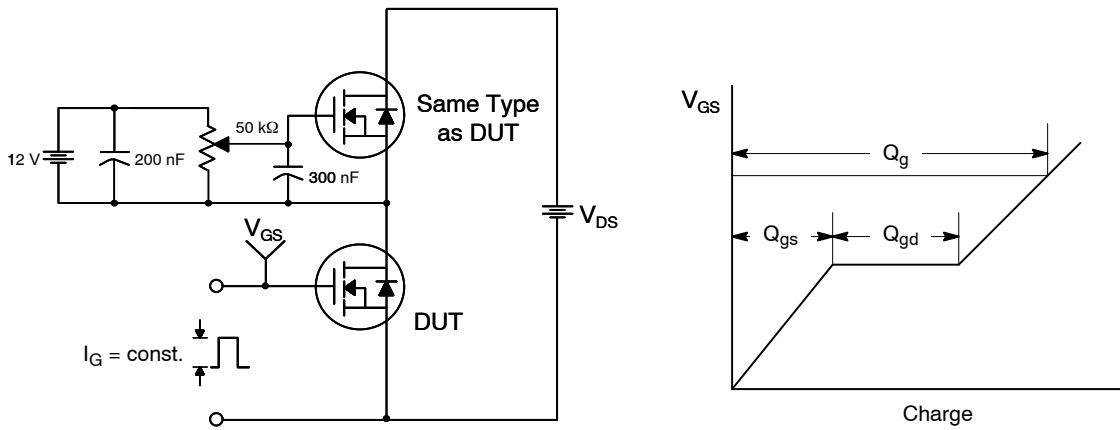 12 V
200 nF
50 kΩ
300 nF
Same Type
as DUT
V_GS
DUT
I_G = const.
V_DS
V_GS
Q_g
Q_gs
Q_gd
Charge